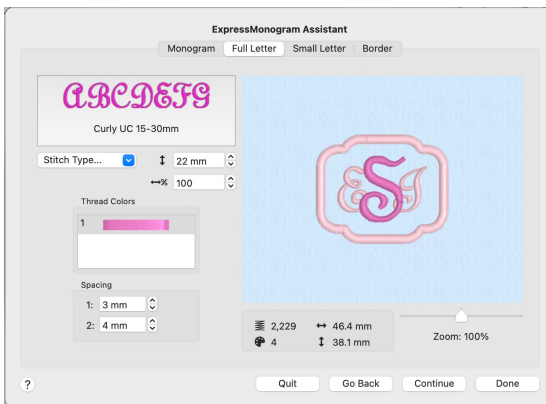 ExpressMonogram Assistant
Monogram Full Letter Small Letter Border
ABCDEFG
Curly UC 15-30mm
Stitch Type... 22 mm
% 100
Thread Colors
1
Spacing
1: 3 mm
2: 4 mm
2,229 46.4 mm
4 38.1 mm
Zoom: 100%
? Quit Go Back Continue Done